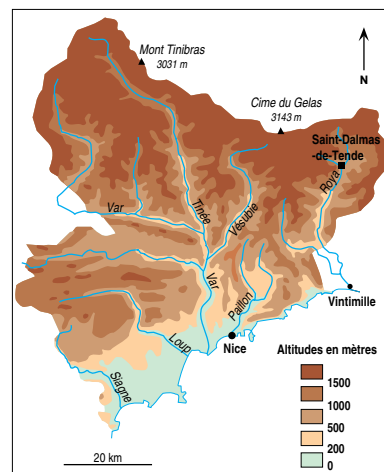 Mont Tinibras
3031 m
N
Cime du Gelas
3143 m
Saint-Dalmas
-de-Tende
Roya
Var
Tinée
Vésubie
Var
Paillon
Vintimille
Loup
Nice
Siagne
Altitudes en mètres
1500
1000
500
200
0
20 km